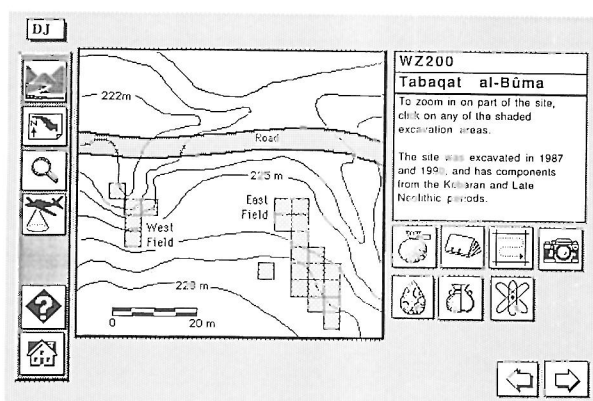 DJ
WZ200
Tabaqat al-Bûma
To zoom in on part of the site,
click on any of the shaded
excavation areas.
The site was excavated in 1987
and 1990, and has components
from the Kebaran and Late
Neolithic periods.
222m
Road
225 m
East
Field
West
Field
m
0 20 m
N
?